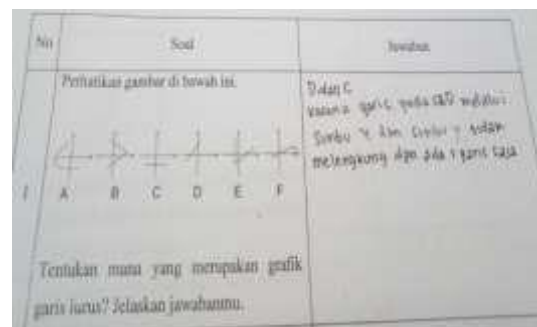 No
Soal
Jawaban
Perhatikan gambar di bawah ini.
D dan C
karena garis pada C&D melalui
Sumbu X dan Sumbu y tidak
melengkung dan ada 1 garis saja
A B C D E F
1
Tentukan mana yang merupakan grafik
garis lurus? Jelaskan jawabanmu.